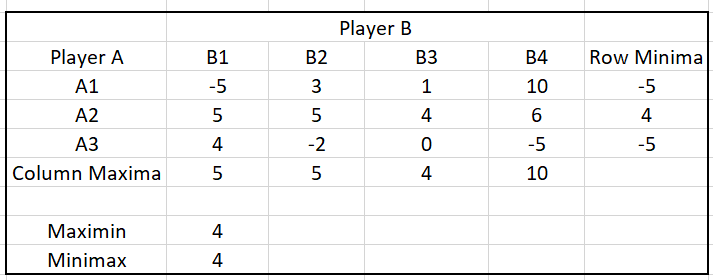 Player B
Player A B1 B2 B3 B4 Row Minima
A1 -5 3 1 10 -5
A2 5 5 4 6 4
A3 4 -2 0 -5 -5
Column Maxima 5 5 4 10
Maximin 4
Minimax 4